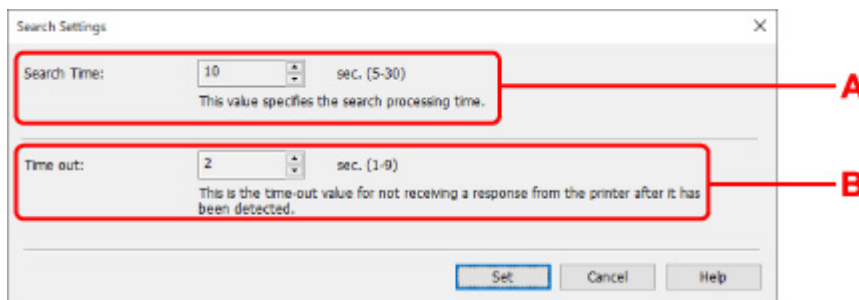 Search Settings
Search Time: 10 sec. (5-30)
A
This value specifies the search processing time.
Time out: 2 sec. (1-9)
B
This is the time-out value for not receiving a response from the printer after it has
been detected.
Set Cancel Help